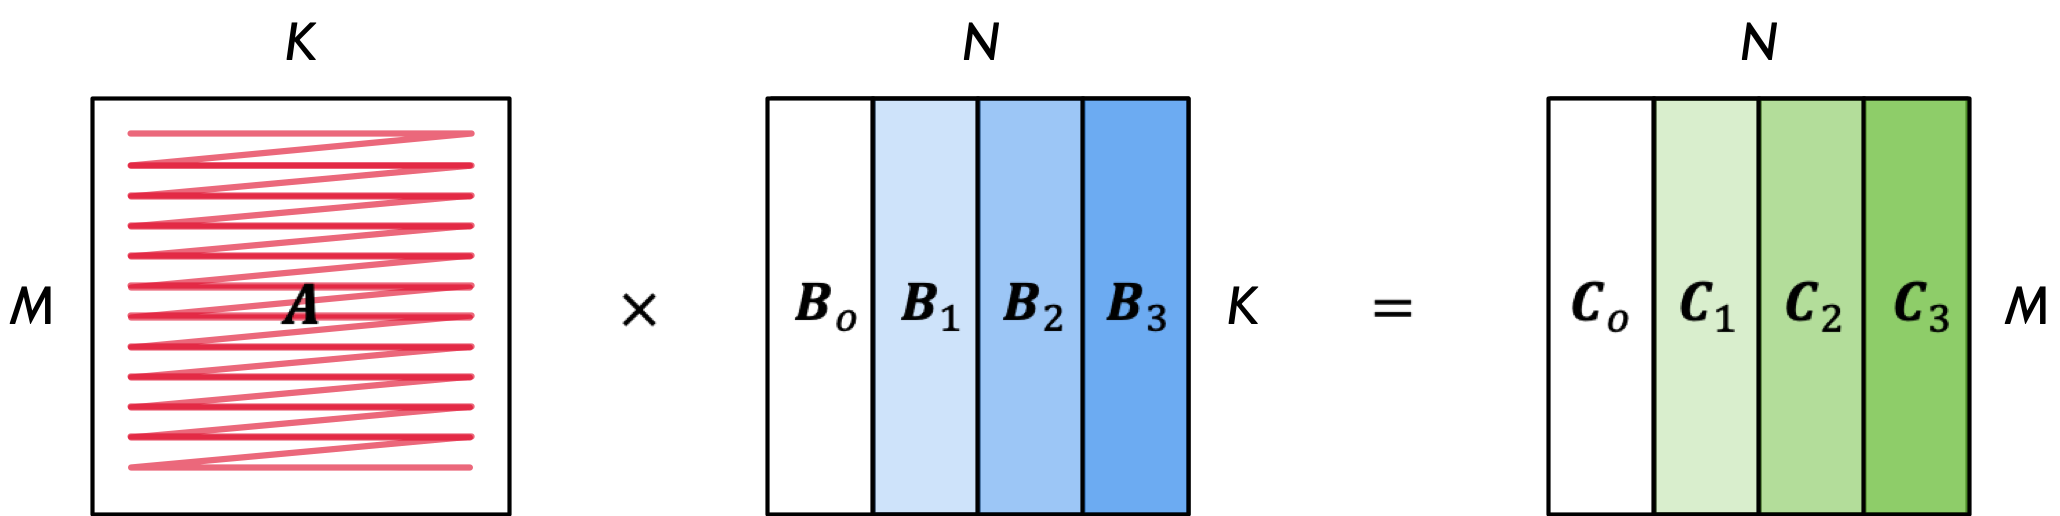 K N N
M A × B₀ B₁ B₂ B₃ K = C₀ C₁ C₂ C₃ M